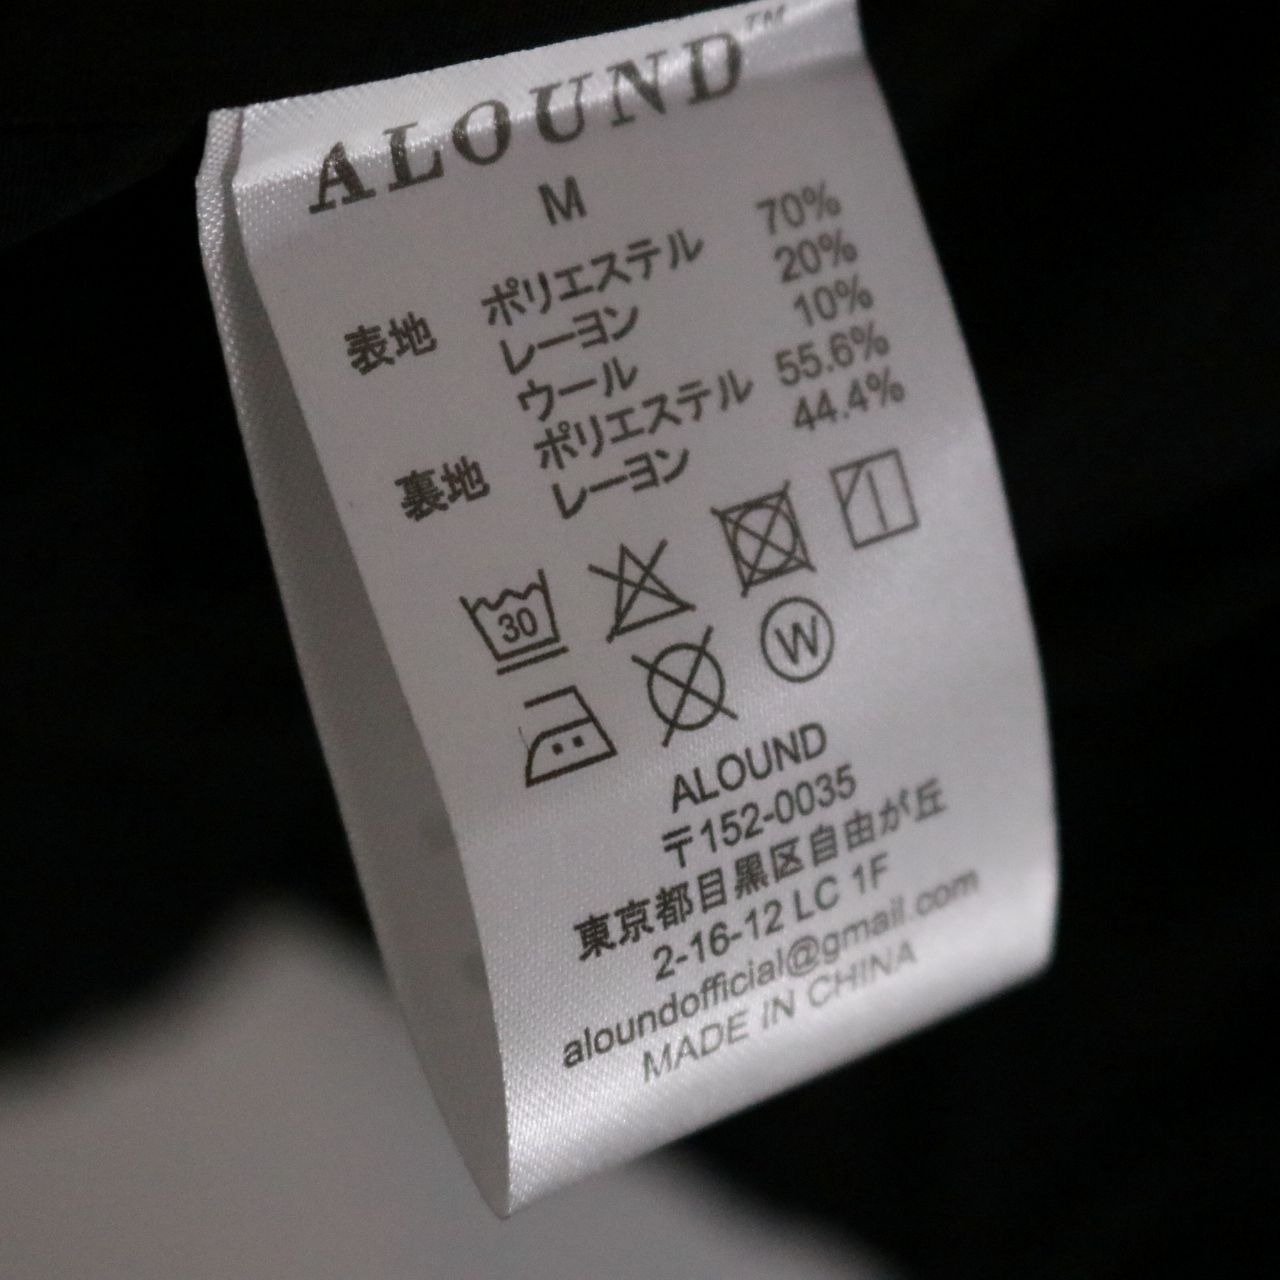 ALOUND™
M
表地 ポリエステル 70%
レーヨン 20%
ウール 10%
裏地 ポリエステル 55.6%
レーヨン 44.4%
30
W
ALOUND
〒152-0035
東京都目黒区自由が丘
2-16-12 LC 1F
aloundofficial@gmail.com
MADE IN CHINA